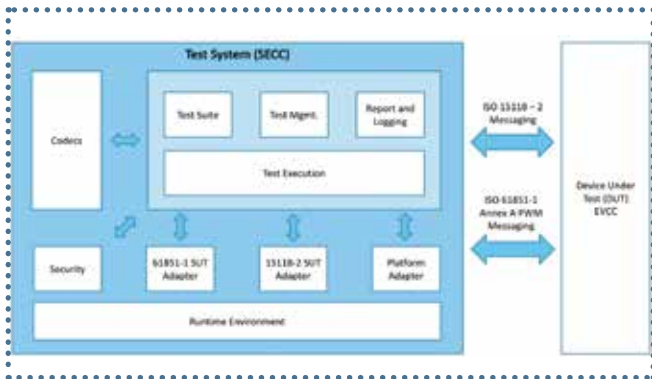 Test System (SECC)
Codecs
Test Suite
Test Mgmt.
Report and
Logging
Test Execution
Security
61851-1 SUT
Adapter
15118-2 SUT
Adapter
Platform
Adapter
Runtime Environment
ISO 15118 – 2
Messaging
ISO 61851-1
Annex A PWM
Messaging
Device Under
Test (DUT)
EVCC